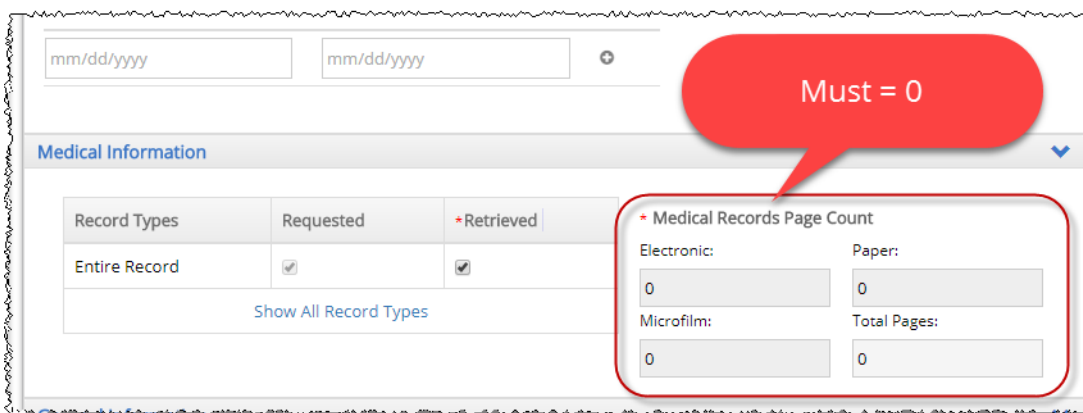 mm/dd/yyyy mm/dd/yyyy
Must = 0
Medical Information
Record Types Requested *Retrieved
Entire Record
Show All Record Types
* Medical Records Page Count
Electronic: Paper:
0 0
Microfilm: Total Pages:
0 0